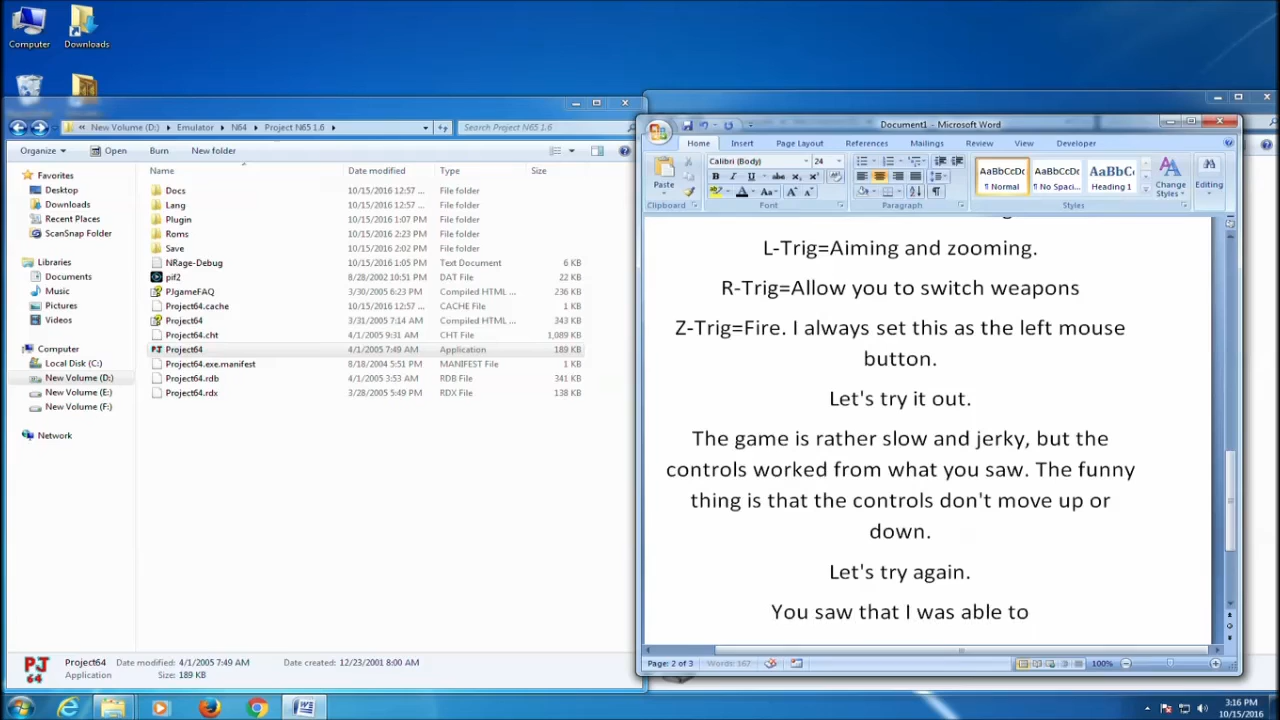 Computer
Downloads
New Volume (D:)
Emulator
N64
Project N65 1.6
Search Project N65 1.6
Organize
Open
Burn
New folder
Name
Date modified
Type
Size
Favorites
Desktop
Downloads
Recent Places
ScanSnap Folder
Libraries
Documents
Music
Pictures
Videos
Computer
Local Disk (C:)
New Volume (D:)
New Volume (E:)
New Volume (F:)
Network
Docs 10/15/2016 12:57 ... File folder
Lang 10/15/2016 12:57 ... File folder
Plugin 10/15/2016 1:07 PM File folder
Roms 10/15/2016 2:23 PM File folder
Save 10/15/2016 2:02 PM File folder
NRage-Debug 10/15/2016 1:05 PM Text Document 6 KB
pif2 8/28/2002 10:51 PM DAT File 22 KB
PJgameFAQ 3/30/2005 6:23 PM Compiled HTML ... 236 KB
Project64.cache 10/15/2016 12:57 ... CACHE File 1 KB
Project64 3/31/2005 7:14 AM Compiled HTML ... 343 KB
Project64.cht 4/1/2005 9:31 AM CHT File 1,089 KB
Project64 4/1/2005 7:49 AM Application 189 KB
Project64.exe.manifest 8/18/2004 5:51 PM MANIFEST File 1 KB
Project64.rdb 4/1/2005 3:53 AM RDB File 341 KB
Project64.rdx 3/28/2005 5:49 PM RDX File 138 KB
PJ
64
Project64 Date modified: 4/1/2005 7:49 AM Date created: 12/23/2001 8:00 AM
Application Size: 189 KB
Document1 - Microsoft Word
Home Insert Page Layout References Mailings Review View Developer
Paste
Clipboard
Calibri (Body) 24
Font
Paragraph
AaBbCcDc AaBbCcDc AaBbCc
¶ Normal ¶ No Spaci... Heading 1
Change
Styles
Styles
Editing
L-Trig=Aiming and zooming.
R-Trig=Allow you to switch weapons
Z-Trig=Fire. I always set this as the left mouse
button.
Let's try it out.
The game is rather slow and jerky, but the
controls worked from what you saw. The funny
thing is that the controls don't move up or
down.
Let's try again.
You saw that I was able to
Page: 2 of 3 Words: 167 100%
3:16 PM
10/15/2016